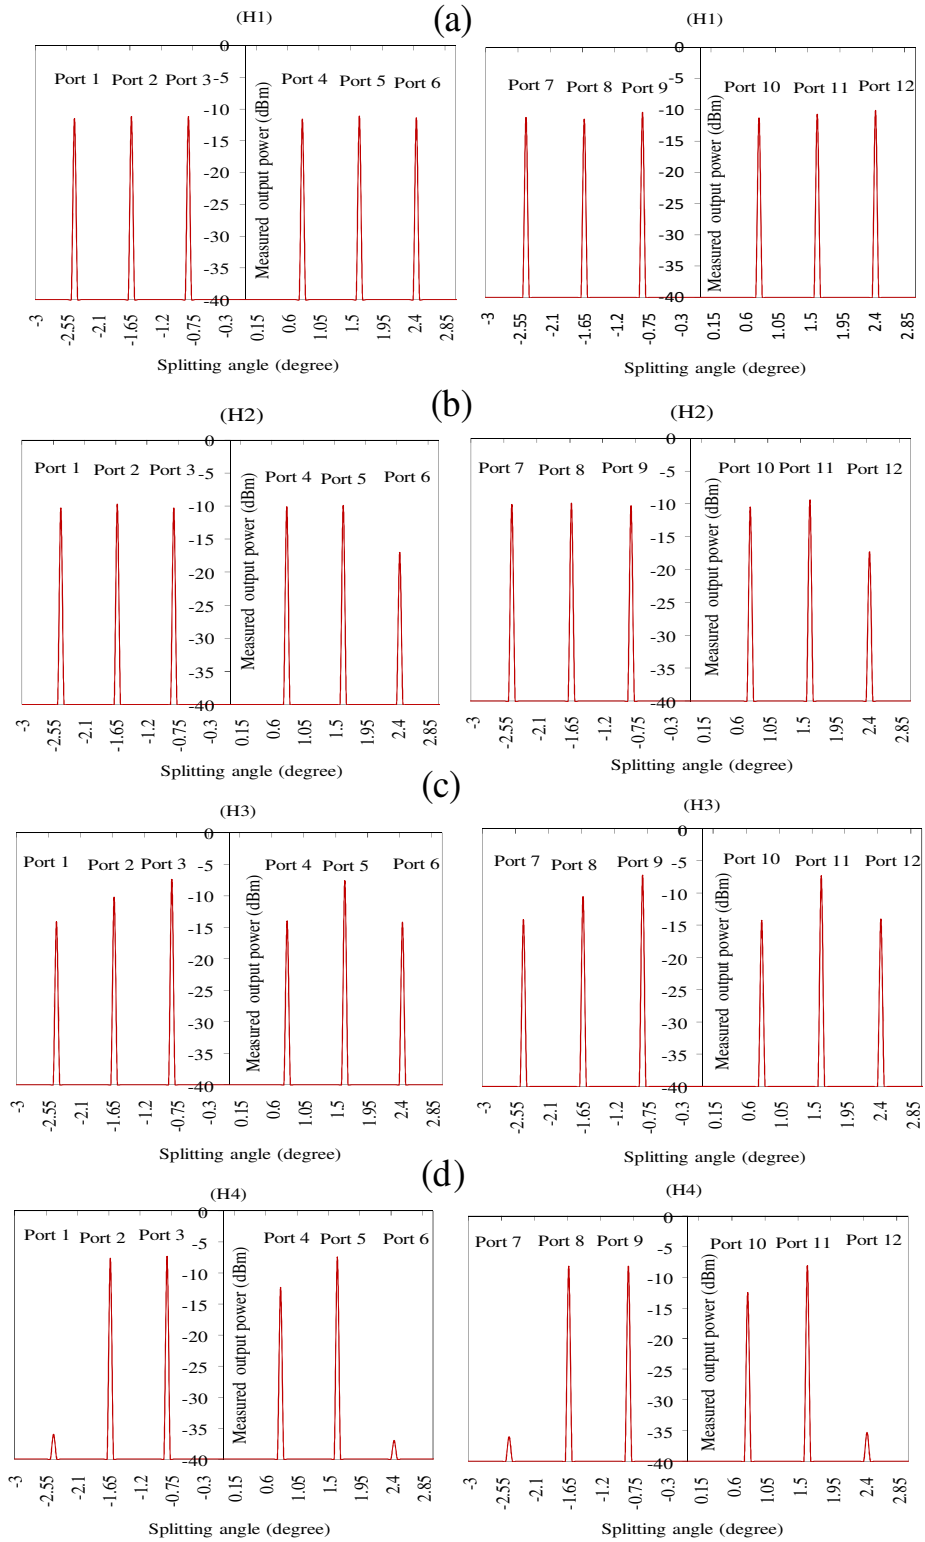 (a)
(H1)
Port 1 Port 2 Port 3 Port 4 Port 5 Port 6
0
-5
-10
-15
-20
-25
-30
-35
-40
Measured output power (dBm)
-3 -2.55 -2.1 -1.65 -1.2 -0.75 -0.3 0.15 0.6 1.05 1.5 1.95 2.4 2.85
Splitting angle (degree)
(H1)
Port 7 Port 8 Port 9 Port 10 Port 11 Port 12
0
-5
-10
-15
-20
-25
-30
-35
-40
Measured output power (dBm)
-3 -2.55 -2.1 -1.65 -1.2 -0.75 -0.3 0.15 0.6 1.05 1.5 1.95 2.4 2.85
Splitting angle (degree)
(b)
(H2)
Port 1 Port 2 Port 3 Port 4 Port 5 Port 6
0
-5
-10
-15
-20
-25
-30
-35
-40
Measured output power (dBm)
-3 -2.55 -2.1 -1.65 -1.2 -0.75 -0.3 0.15 0.6 1.05 1.5 1.95 2.4 2.85
Splitting angle (degree)
(H2)
Port 7 Port 8 Port 9 Port 10 Port 11 Port 12
0
-5
-10
-15
-20
-25
-30
-35
-40
Measured output power (dBm)
-3 -2.55 -2.1 -1.65 -1.2 -0.75 -0.3 0.15 0.6 1.05 1.5 1.95 2.4 2.85
Splitting angle (degree)
(c)
(H3)
Port 1 Port 2 Port 3 Port 4 Port 5 Port 6
0
-5
-10
-15
-20
-25
-30
-35
-40
Measured output power (dBm)
-3 -2.55 -2.1 -1.65 -1.2 -0.75 -0.3 0.15 0.6 1.05 1.5 1.95 2.4 2.85
Splitting angle (degree)
(H3)
Port 7 Port 8 Port 9 Port 10 Port 11 Port 12
0
-5
-10
-15
-20
-25
-30
-35
-40
Measured output power (dBm)
-3 -2.55 -2.1 -1.65 -1.2 -0.75 -0.3 0.15 0.6 1.05 1.5 1.95 2.4 2.85
Splitting angle (degree)
(d)
(H4)
Port 1 Port 2 Port 3 Port 4 Port 5 Port 6
0
-5
-10
-15
-20
-25
-30
-35
-40
Measured output power (dBm)
-3 -2.55 -2.1 -1.65 -1.2 -0.75 -0.3 0.15 0.6 1.05 1.5 1.95 2.4 2.85
Splitting angle (degree)
(H4)
Port 7 Port 8 Port 9 Port 10 Port 11 Port 12
0
-5
-10
-15
-20
-25
-30
-35
-40
Measured output power (dBm)
-3 -2.55 -2.1 -1.65 -1.2 -0.75 -0.3 0.15 0.6 1.05 1.5 1.95 2.4 2.85
Splitting angle (degree)